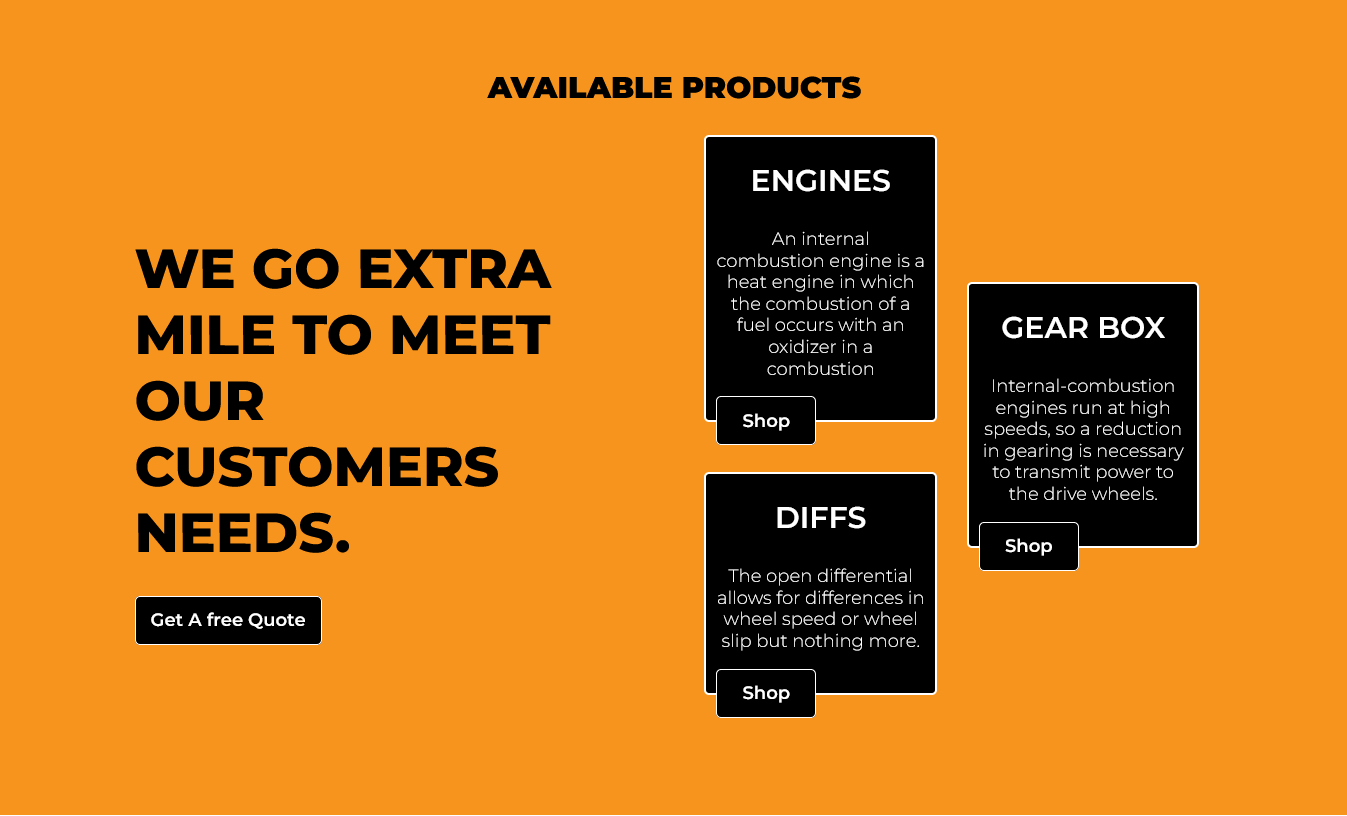 AVAILABLE PRODUCTS
WE GO EXTRA
MILE TO MEET
OUR
CUSTOMERS
NEEDS.
Get A free Quote
ENGINES
An internal
combustion engine is a
heat engine in which
the combustion of a
fuel occurs with an
oxidizer in a
combustion
Shop
DIFFS
The open differential
allows for differences in
wheel speed or wheel
slip but nothing more.
Shop
GEAR BOX
Internal-combustion
engines run at high
speeds, so a reduction
in gearing is necessary
to transmit power to
the drive wheels.
Shop